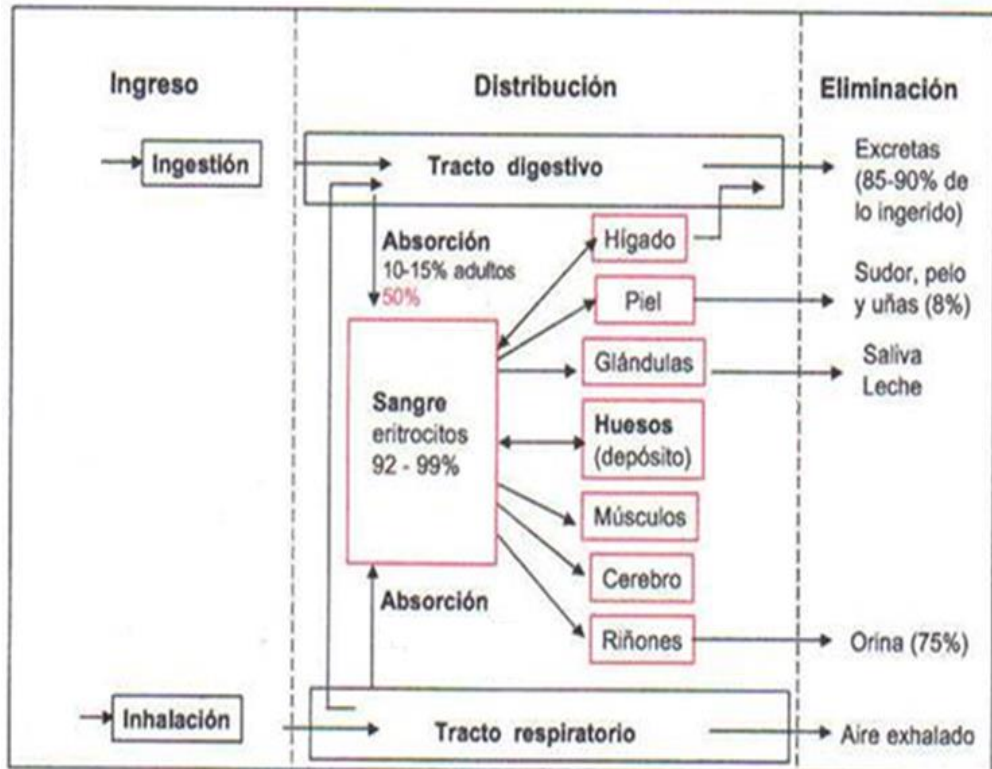 Ingreso
Distribución
Eliminación
Ingestión
Tracto digestivo
Excretas
(85-90% de
lo ingerido)
Absorción
10-15% adultos
50%
Hígado
Piel
Sudor, pelo
y uñas (8%)
Glándulas
Saliva
Leche
Sangre
eritrocitos
92 - 99%
Huesos
(depósito)
Músculos
Cerebro
Absorción
Riñones
Orina (75%)
Inhalación
Tracto respiratorio
Aire exhalado